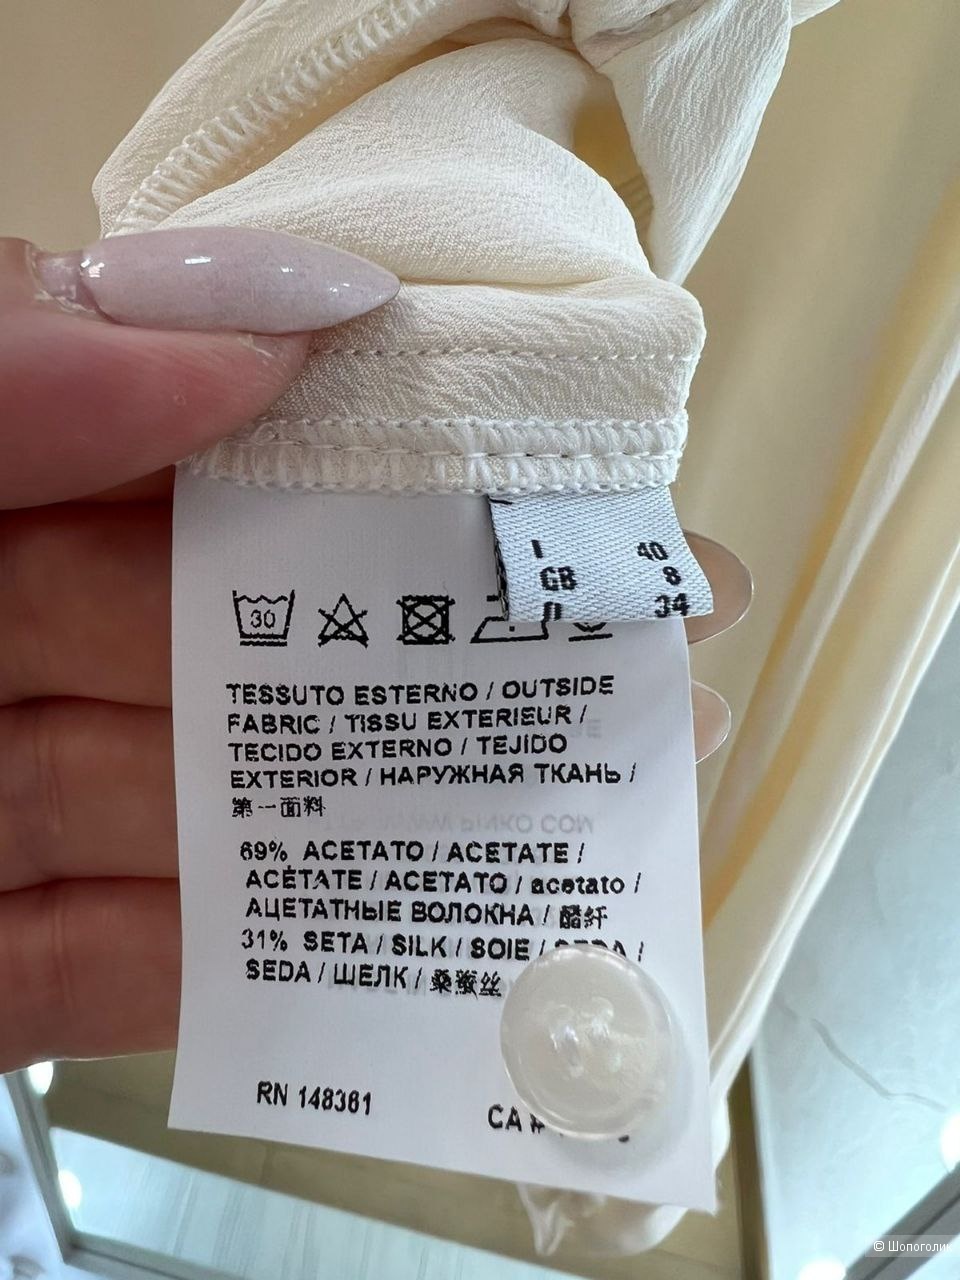 I 40
GB 8
D 34
30
TESSUTO ESTERNO / OUTSIDE
FABRIC / TISSU EXTERIEUR /
TECIDO EXTERNO / TEJIDO
EXTERIOR / НАРУЖНАЯ ТКАНЬ /
第一面料
69% ACETATO / ACETATE /
ACÉTATE / ACETATO / acetato /
АЦЕТАТНЫЕ ВОЛОКНА / 醋纤
31% SETA / SILK / SOIE / SEDA /
SEDA / ШЕЛК / 桑蚕丝
RN 148361
CA #
© Шопоголик